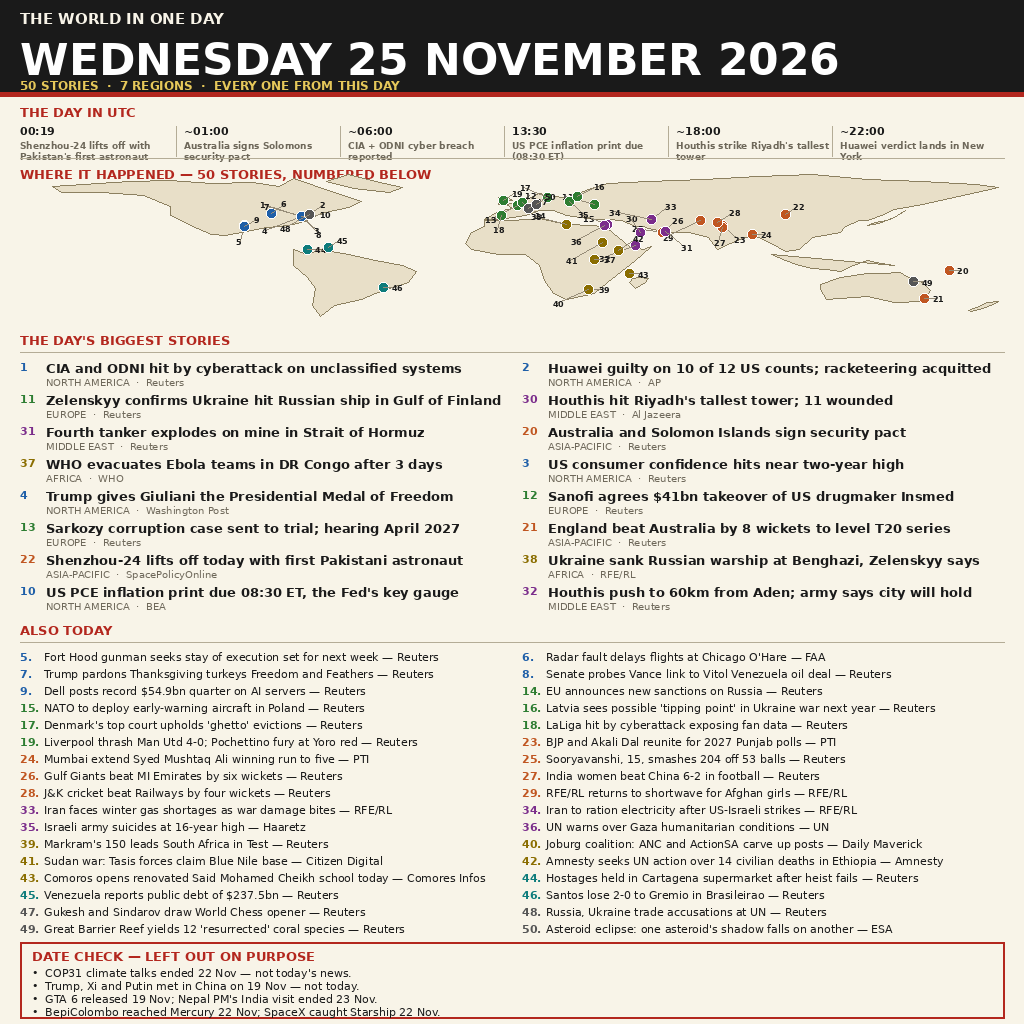 THE WORLD IN ONE DAY
WEDNESDAY 25 NOVEMBER 2026
50 STORIES · 7 REGIONS · EVERY ONE FROM THIS DAY
THE DAY IN UTC
00:19
Shenzhou-24 lifts off with
Pakistan's first astronaut
~01:00
Australia signs Solomons
security pact
~06:00
CIA + ODNI cyber breach
reported
13:30
US PCE inflation print due
(08:30 ET)
~18:00
Houthis strike Riyadh's tallest
tower
~22:00
Huawei verdict lands in New
York
WHERE IT HAPPENED — 50 STORIES, NUMBERED BELOW
THE DAY'S BIGGEST STORIES
1 CIA and ODNI hit by cyberattack on unclassified systems
NORTH AMERICA · Reuters
2 Huawei guilty on 10 of 12 US counts; racketeering acquitted
NORTH AMERICA · AP
11 Zelenskyy confirms Ukraine hit Russian ship in Gulf of Finland
EUROPE · Reuters
30 Houthis hit Riyadh's tallest tower; 11 wounded
MIDDLE EAST · Al Jazeera
31 Fourth tanker explodes on mine in Strait of Hormuz
MIDDLE EAST · Reuters
20 Australia and Solomon Islands sign security pact
ASIA-PACIFIC · Reuters
37 WHO evacuates Ebola teams in DR Congo after 3 days
AFRICA · WHO
3 US consumer confidence hits near two-year high
NORTH AMERICA · Reuters
4 Trump gives Giuliani the Presidential Medal of Freedom
NORTH AMERICA · Washington Post
12 Sanofi agrees $41bn takeover of US drugmaker Insmed
EUROPE · Reuters
13 Sarkozy corruption case sent to trial; hearing April 2027
EUROPE · Reuters
21 England beat Australia by 8 wickets to level T20 series
ASIA-PACIFIC · Reuters
22 Shenzhou-24 lifts off today with first Pakistani astronaut
ASIA-PACIFIC · SpacePolicyOnline
38 Ukraine sank Russian warship at Benghazi, Zelenskyy says
AFRICA · RFE/RL
10 US PCE inflation print due 08:30 ET, the Fed's key gauge
NORTH AMERICA · BEA
32 Houthis push to 60km from Aden; army says city will hold
MIDDLE EAST · Reuters
ALSO TODAY
5. Fort Hood gunman seeks stay of execution set for next week — Reuters
6. Radar fault delays flights at Chicago O'Hare — FAA
7. Trump pardons Thanksgiving turkeys Freedom and Feathers — Reuters
8. Senate probes Vance link to Vitol Venezuela oil deal — Reuters
9. Dell posts record $54.9bn quarter on AI servers — Reuters
14. EU announces new sanctions on Russia — Reuters
15. NATO to deploy early-warning aircraft in Poland — Reuters
16. Latvia sees possible 'tipping point' in Ukraine war next year — Reuters
17. Denmark's top court upholds 'ghetto' evictions — Reuters
18. LaLiga hit by cyberattack exposing fan data — Reuters
19. Liverpool thrash Man Utd 4-0; Pochettino fury at Yoro red — Reuters
23. BJP and Akali Dal reunite for 2027 Punjab polls — PTI
24. Mumbai extend Syed Mushtaq Ali winning run to five — PTI
25. Sooryavanshi, 15, smashes 204 off 53 balls — Reuters
26. Gulf Giants beat MI Emirates by six wickets — Reuters
27. India women beat China 6-2 in football — Reuters
28. J&K cricket beat Railways by four wickets — Reuters
29. RFE/RL returns to shortwave for Afghan girls — RFE/RL
33. Iran faces winter gas shortages as war damage bites — RFE/RL
34. Iran to ration electricity after US-Israeli strikes — RFE/RL
35. Israeli army suicides at 16-year high — Haaretz
36. UN warns over Gaza humanitarian conditions — UN
39. Markram's 150 leads South Africa in Test — Reuters
40. Joburg coalition: ANC and ActionSA carve up posts — Daily Maverick
41. Sudan war: Tasis forces claim Blue Nile base — Citizen Digital
42. Amnesty seeks UN action over 14 civilian deaths in Ethiopia — Amnesty
43. Comoros opens renovated Said Mohamed Cheikh school today — Comores Infos
44. Hostages held in Cartagena supermarket after heist fails — Reuters
45. Venezuela reports public debt of $237.5bn — Reuters
46. Santos lose 2-0 to Gremio in Brasileirao — Reuters
47. Gukesh and Sindarov draw World Chess opener — Reuters
48. Russia, Ukraine trade accusations at UN — Reuters
49. Great Barrier Reef yields 12 'resurrected' coral species — Reuters
50. Asteroid eclipse: one asteroid's shadow falls on another — ESA
DATE CHECK — LEFT OUT ON PURPOSE
• COP31 climate talks ended 22 Nov — not today's news.
• Trump, Xi and Putin met in China on 19 Nov — not today.
• GTA 6 released 19 Nov; Nepal PM's India visit ended 23 Nov.
• BepiColombo reached Mercury 22 Nov; SpaceX caught Starship 22 Nov.